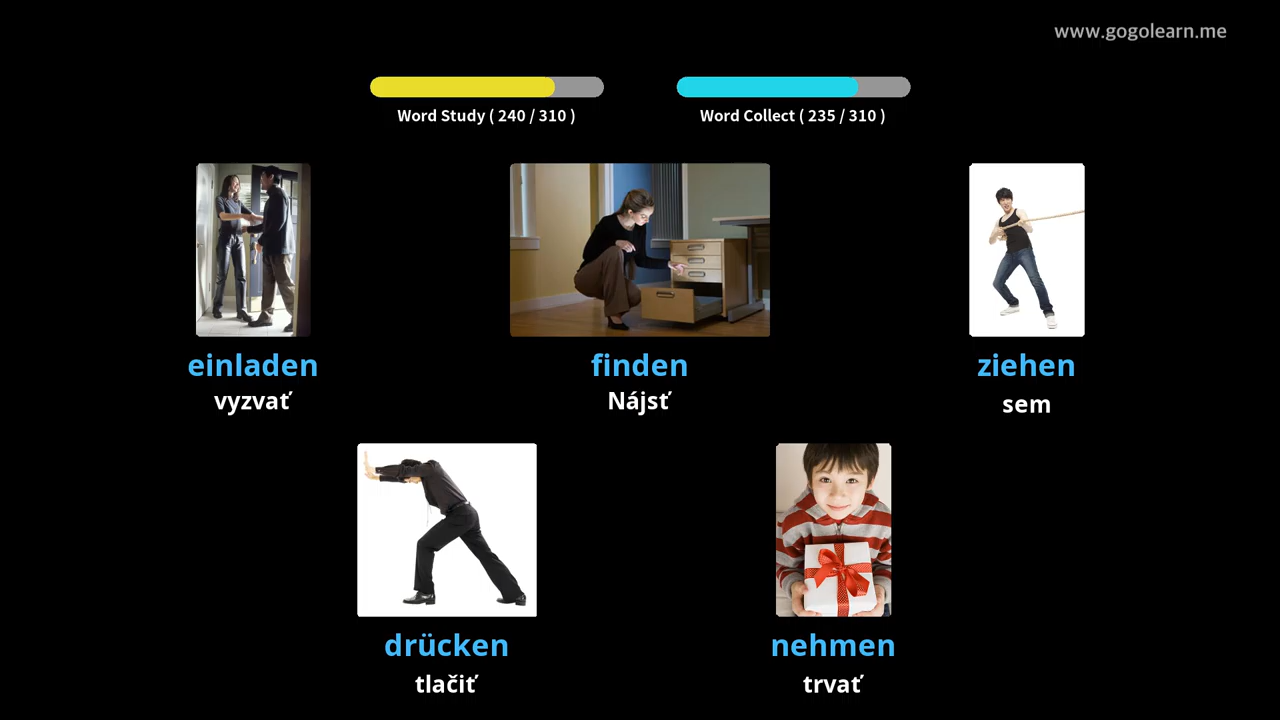 www.gogolearn.me
Word Study ( 240 / 310 )
Word Collect ( 235 / 310 )
einladen
vyzvať
finden
Nájsť
ziehen
sem
drücken
tlačiť
nehmen
trvať